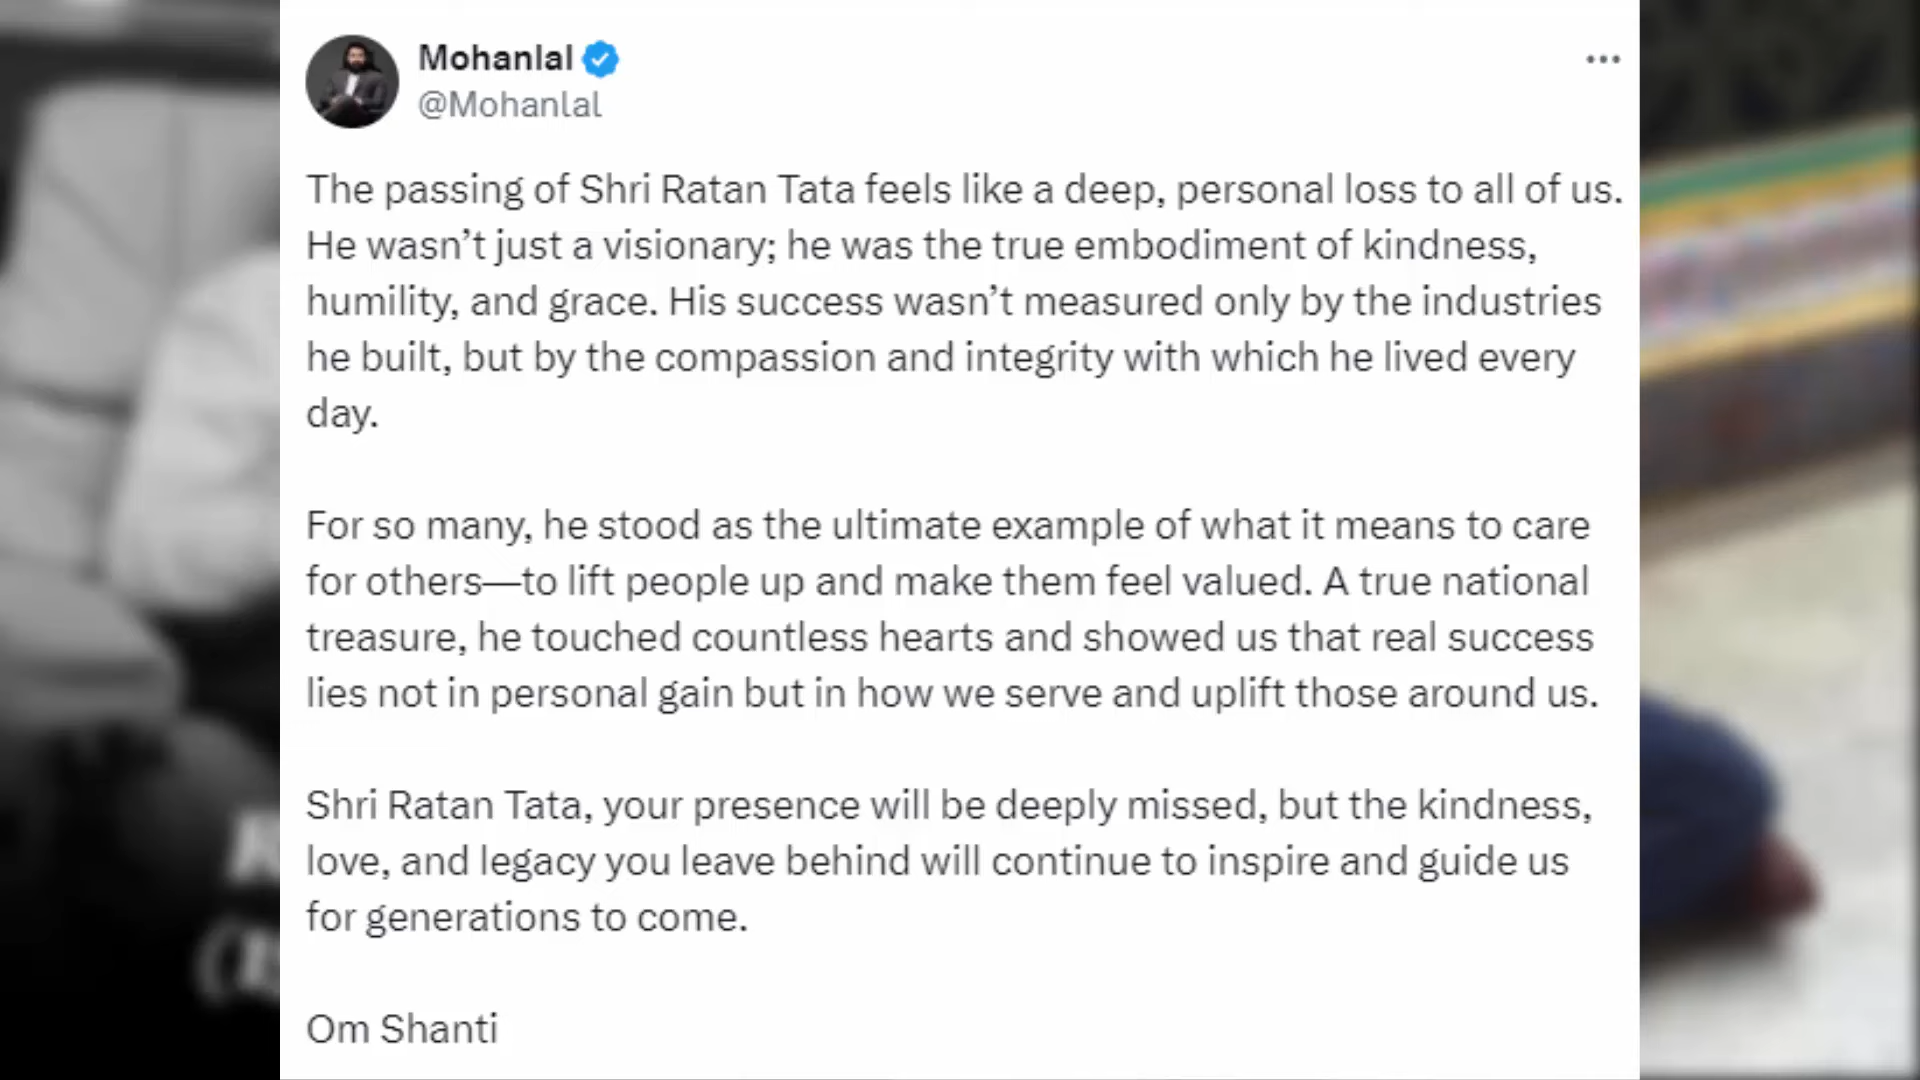 Mohanlal
@Mohanlal
The passing of Shri Ratan Tata feels like a deep, personal loss to all of us.
He wasn’t just a visionary; he was the true embodiment of kindness,
humility, and grace. His success wasn’t measured only by the industries
he built, but by the compassion and integrity with which he lived every
day.
For so many, he stood as the ultimate example of what it means to care
for others—to lift people up and make them feel valued. A true national
treasure, he touched countless hearts and showed us that real success
lies not in personal gain but in how we serve and uplift those around us.
Shri Ratan Tata, your presence will be deeply missed, but the kindness,
love, and legacy you leave behind will continue to inspire and guide us
for generations to come.
Om Shanti